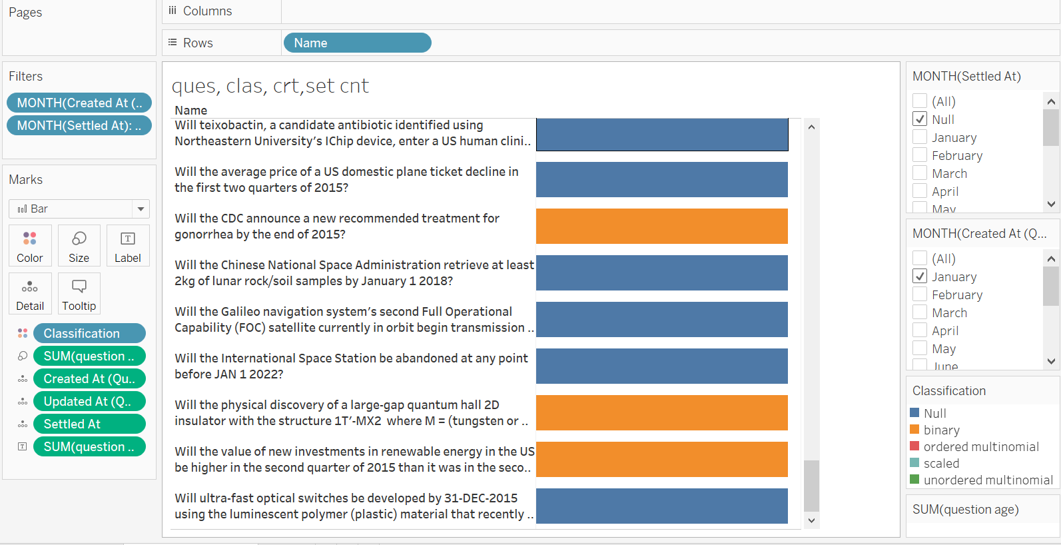 Pages
Columns
Rows
Name
Filters
MONTH(Created At (..
MONTH(Settled At): ..
Marks
Bar
Color
Size
Label
Detail
Tooltip
Classification
SUM(question ..
Created At (Qu..
Updated At (Q..
Settled At
SUM(question ..
ques, clas, crt,set cnt
Name
Will teixobactin, a candidate antibiotic identified using
Northeastern University's IChip device, enter a US human clini..
Will the average price of a US domestic plane ticket decline in
the first two quarters of 2015?
Will the CDC announce a new recommended treatment for
gonorrhea by the end of 2015?
Will the Chinese National Space Administration retrieve at least
2kg of lunar rock/soil samples by January 1 2018?
Will the Galileo navigation system's second Full Operational
Capability (FOC) satellite currently in orbit begin transmission ..
Will the International Space Station be abandoned at any point
before JAN 1 2022?
Will the physical discovery of a large-gap quantum hall 2D
insulator with the structure 1T'-MX2 where M = (tungsten or ..
Will the value of new investments in renewable energy in the US
be higher in the second quarter of 2015 than it was in the seco..
Will ultra-fast optical switches be developed by 31-DEC-2015
using the luminescent polymer (plastic) material that recently ..
MONTH(Settled At)
(All)
Null
January
February
March
April
May
MONTH(Created At (Q...
(All)
January
February
March
April
May
June
Classification
Null
binary
ordered multinomial
scaled
unordered multinomial
SUM(question age)